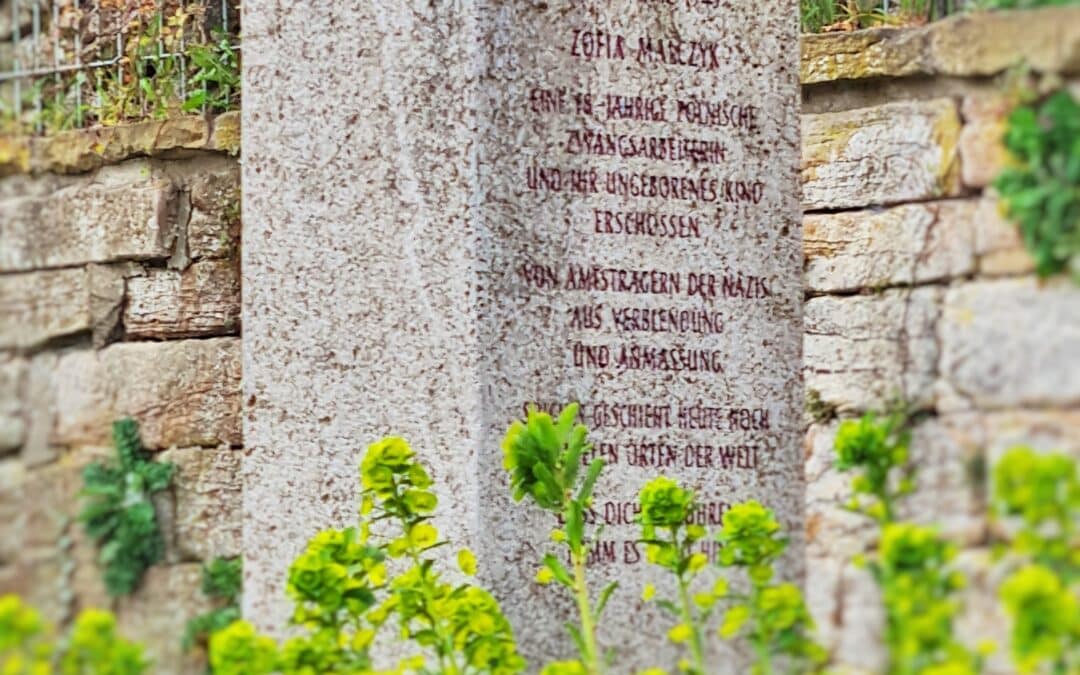 ZOFIA MALCZYK
EINE 18-JÄHRIGE POLNISCHE
ZWANGSARBEITERIN
UND IHR UNGEBORENES KIND
ERSCHOSSEN
VON AMTSTRÄGERN DER NAZIS
AUS VERBLENDUNG
UND ANMASSUNG
GESCHIEHT HEUTE NOCH
ORTEN DER WELT